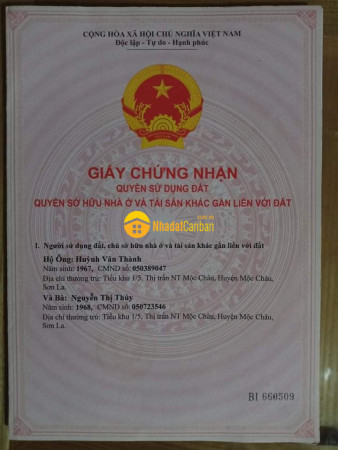 CỘNG HÒA XÃ HỘI CHỦ NGHĨA VIỆT NAM
Độc lập - Tự do - Hạnh phúc
GIẤY CHỨNG NHẬN
QUYỀN SỬ DỤNG ĐẤT
QUYỀN SỞ HỮU NHÀ Ở VÀ TÀI SẢN KHÁC GẮN LIỀN VỚI ĐẤT
NhadatCanban
.com.vn
I. Người sử dụng đất, chủ sở hữu nhà ở và tài sản khác gắn liền với đất
Hộ Ông: Huỳnh Văn Thành
Năm sinh: 1967, CMND số: 050389047
Địa chỉ thường trú: Tiểu khu 1/5, Thị trấn NT Mộc Châu, Huyện Mộc Châu,
Sơn La.
Và Bà: Nguyễn Thị Thủy
Năm sinh: 1968, CMND số: 050723546
Địa chỉ thường trú: Tiểu khu 1/5, Thị trấn NT Mộc Châu, Huyện Mộc Châu,
Sơn La.
BI 660509